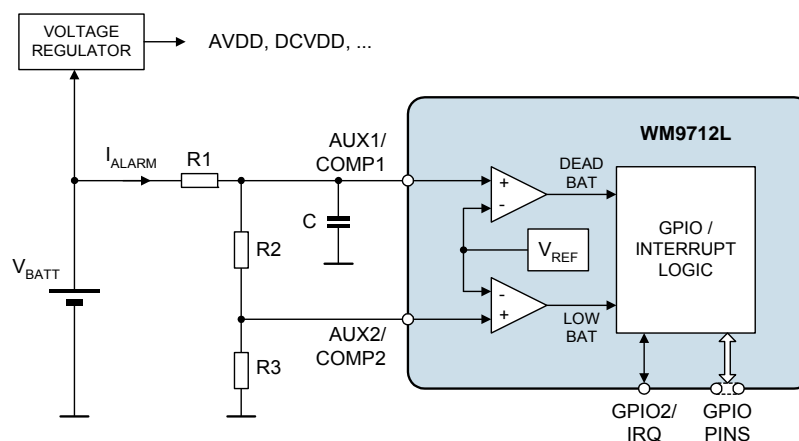 VOLTAGE
REGULATOR
AVDD, DCVDD, ...
WM9712L
AUX1/
COMP1
I_ALARM
R1
DEAD
BAT
+
-
C
R2
V_REF
GPIO /
INTERRUPT
LOGIC
V_BATT
-
+
LOW
BAT
AUX2/
COMP2
R3
GPIO2/
IRQ
GPIO
PINS